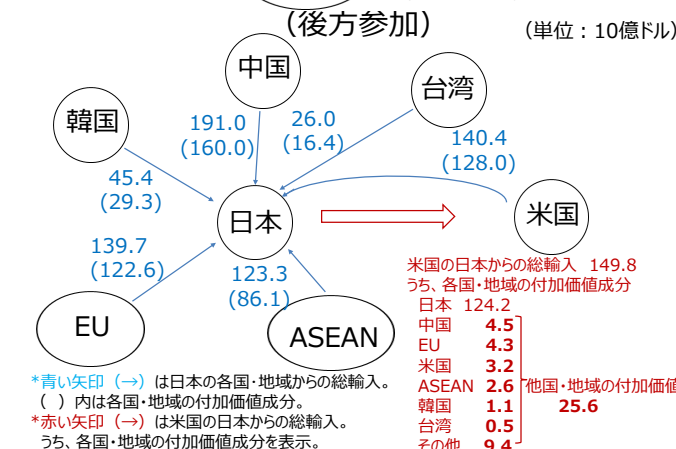 （後方参加）
（単位：10億ドル）
中国
台湾
韓国
191.0
(160.0)
26.0
(16.4)
140.4
(128.0)
45.4
(29.3)
日本
米国
139.7
(122.6)
123.3
(86.1)
EU
ASEAN
米国の日本からの総輸入 149.8
うち、各国・地域の付加価値成分
日本 124.2
中国 4.5
EU 4.3
米国 3.2
ASEAN 2.6
他国・地域の付加価値
韓国 1.1
25.6
台湾 0.5
その他 9.4
*青い矢印（→）は日本の各国・地域からの総輸入。
（ ）内は各国・地域の付加価値成分。
*赤い矢印（→）は米国の日本からの総輸入。
うち、各国・地域の付加価値成分を表示。